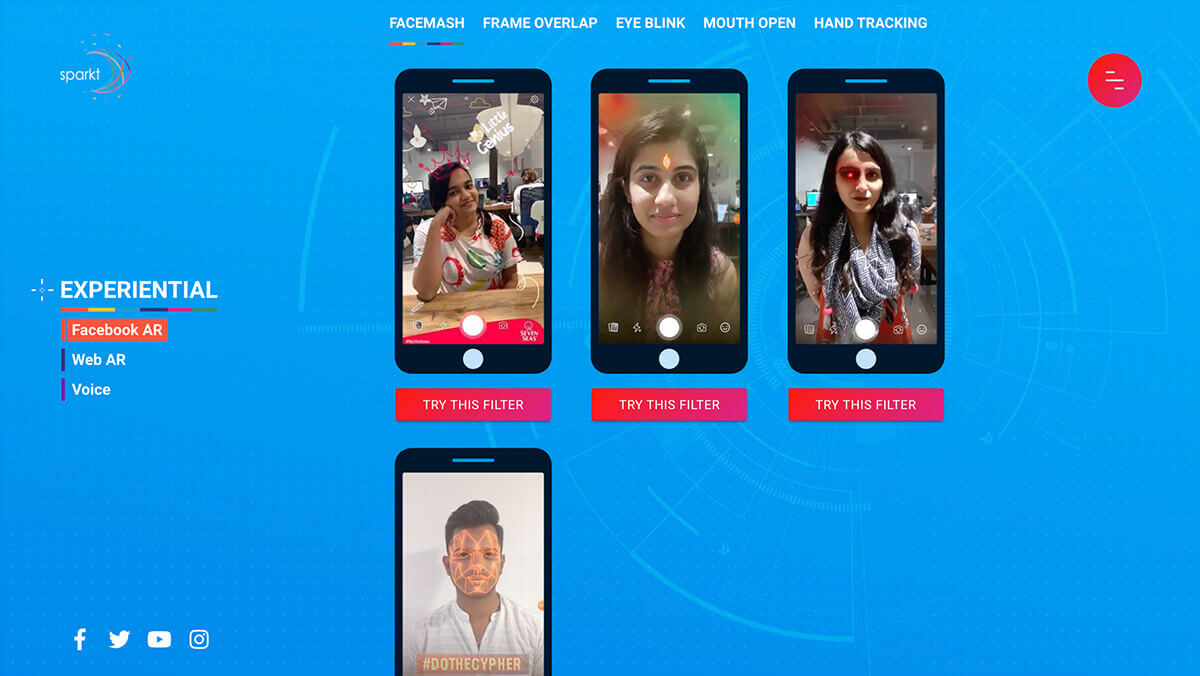 FACEMASH
FRAME OVERLAP
EYE BLINK
MOUTH OPEN
HAND TRACKING
sparkt
EXPERIENTIAL
Facebook AR
Web AR
Voice
Little
Genius
SEVEN
SEAS
TRY THIS FILTER
TRY THIS FILTER
TRY THIS FILTER
#DOTHECYPHER